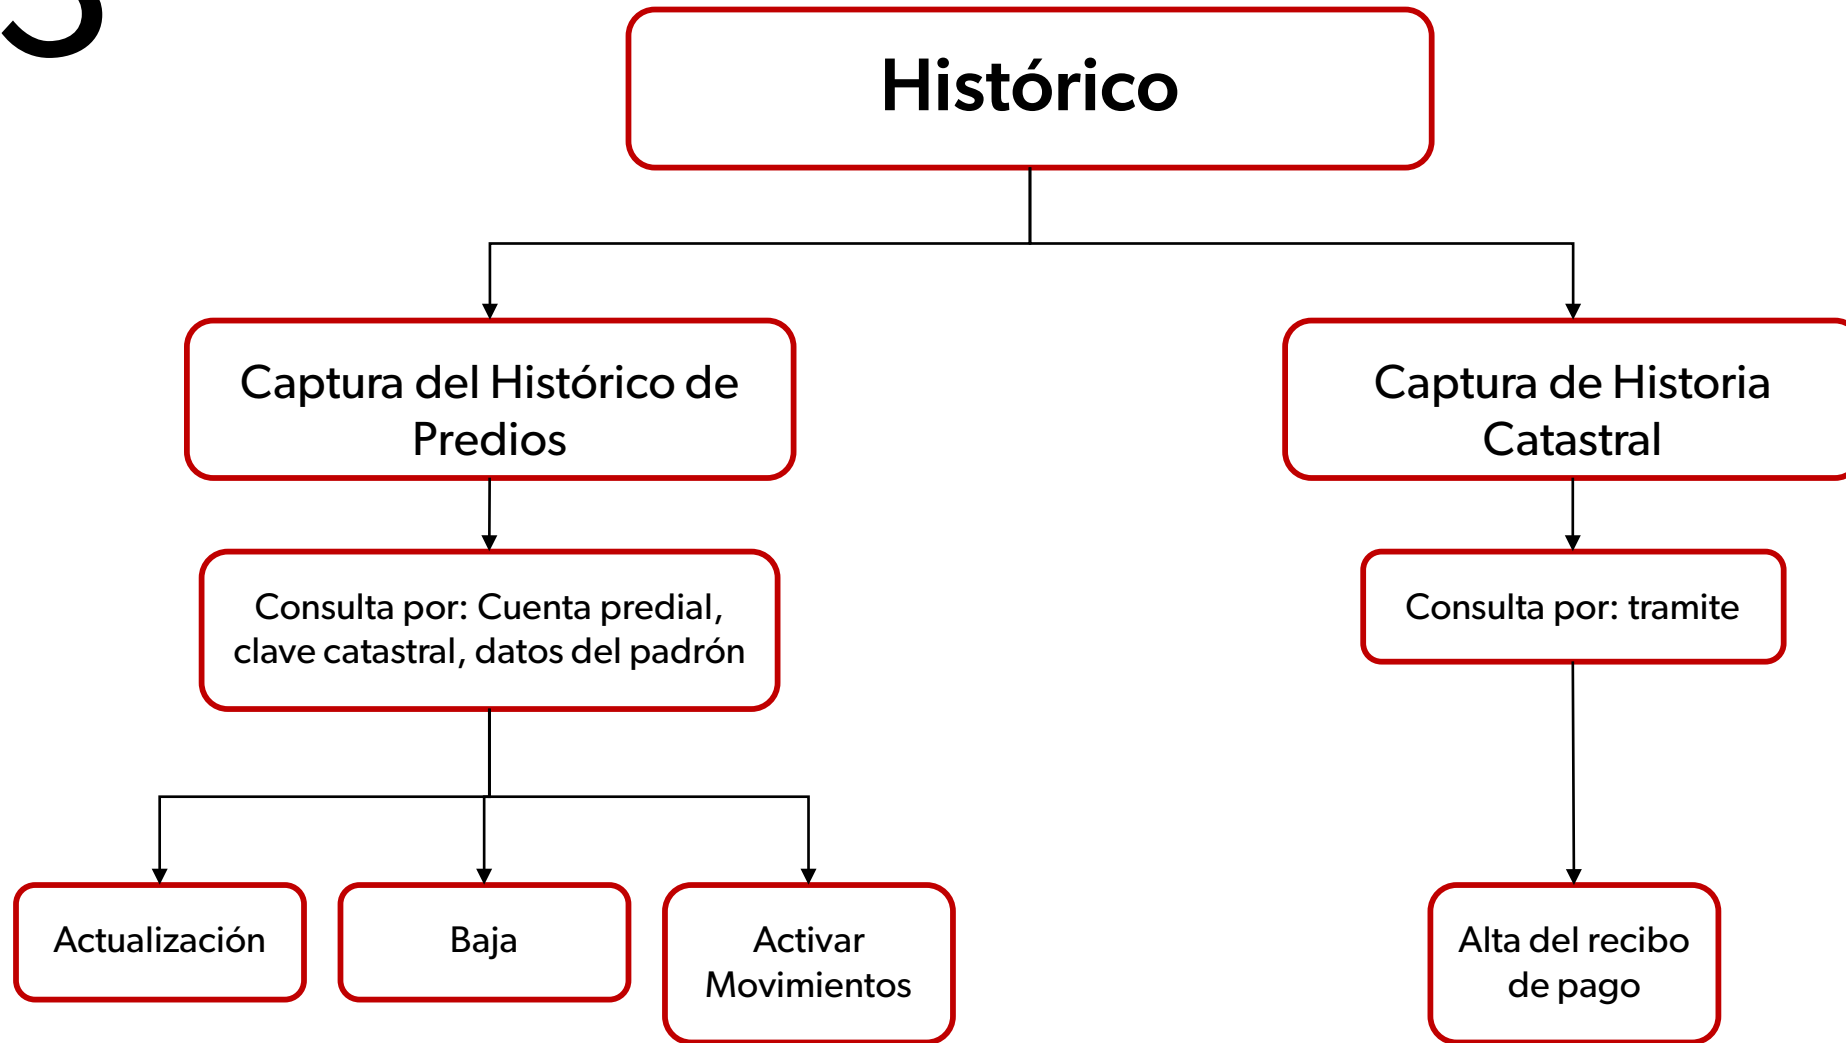 Histórico
Captura del Histórico de
Predios
Captura de Historia
Catastral
Consulta por: Cuenta predial,
clave catastral, datos del padrón
Consulta por: tramite
Actualización
Baja
Activar
Movimientos
Alta del recibo
de pago